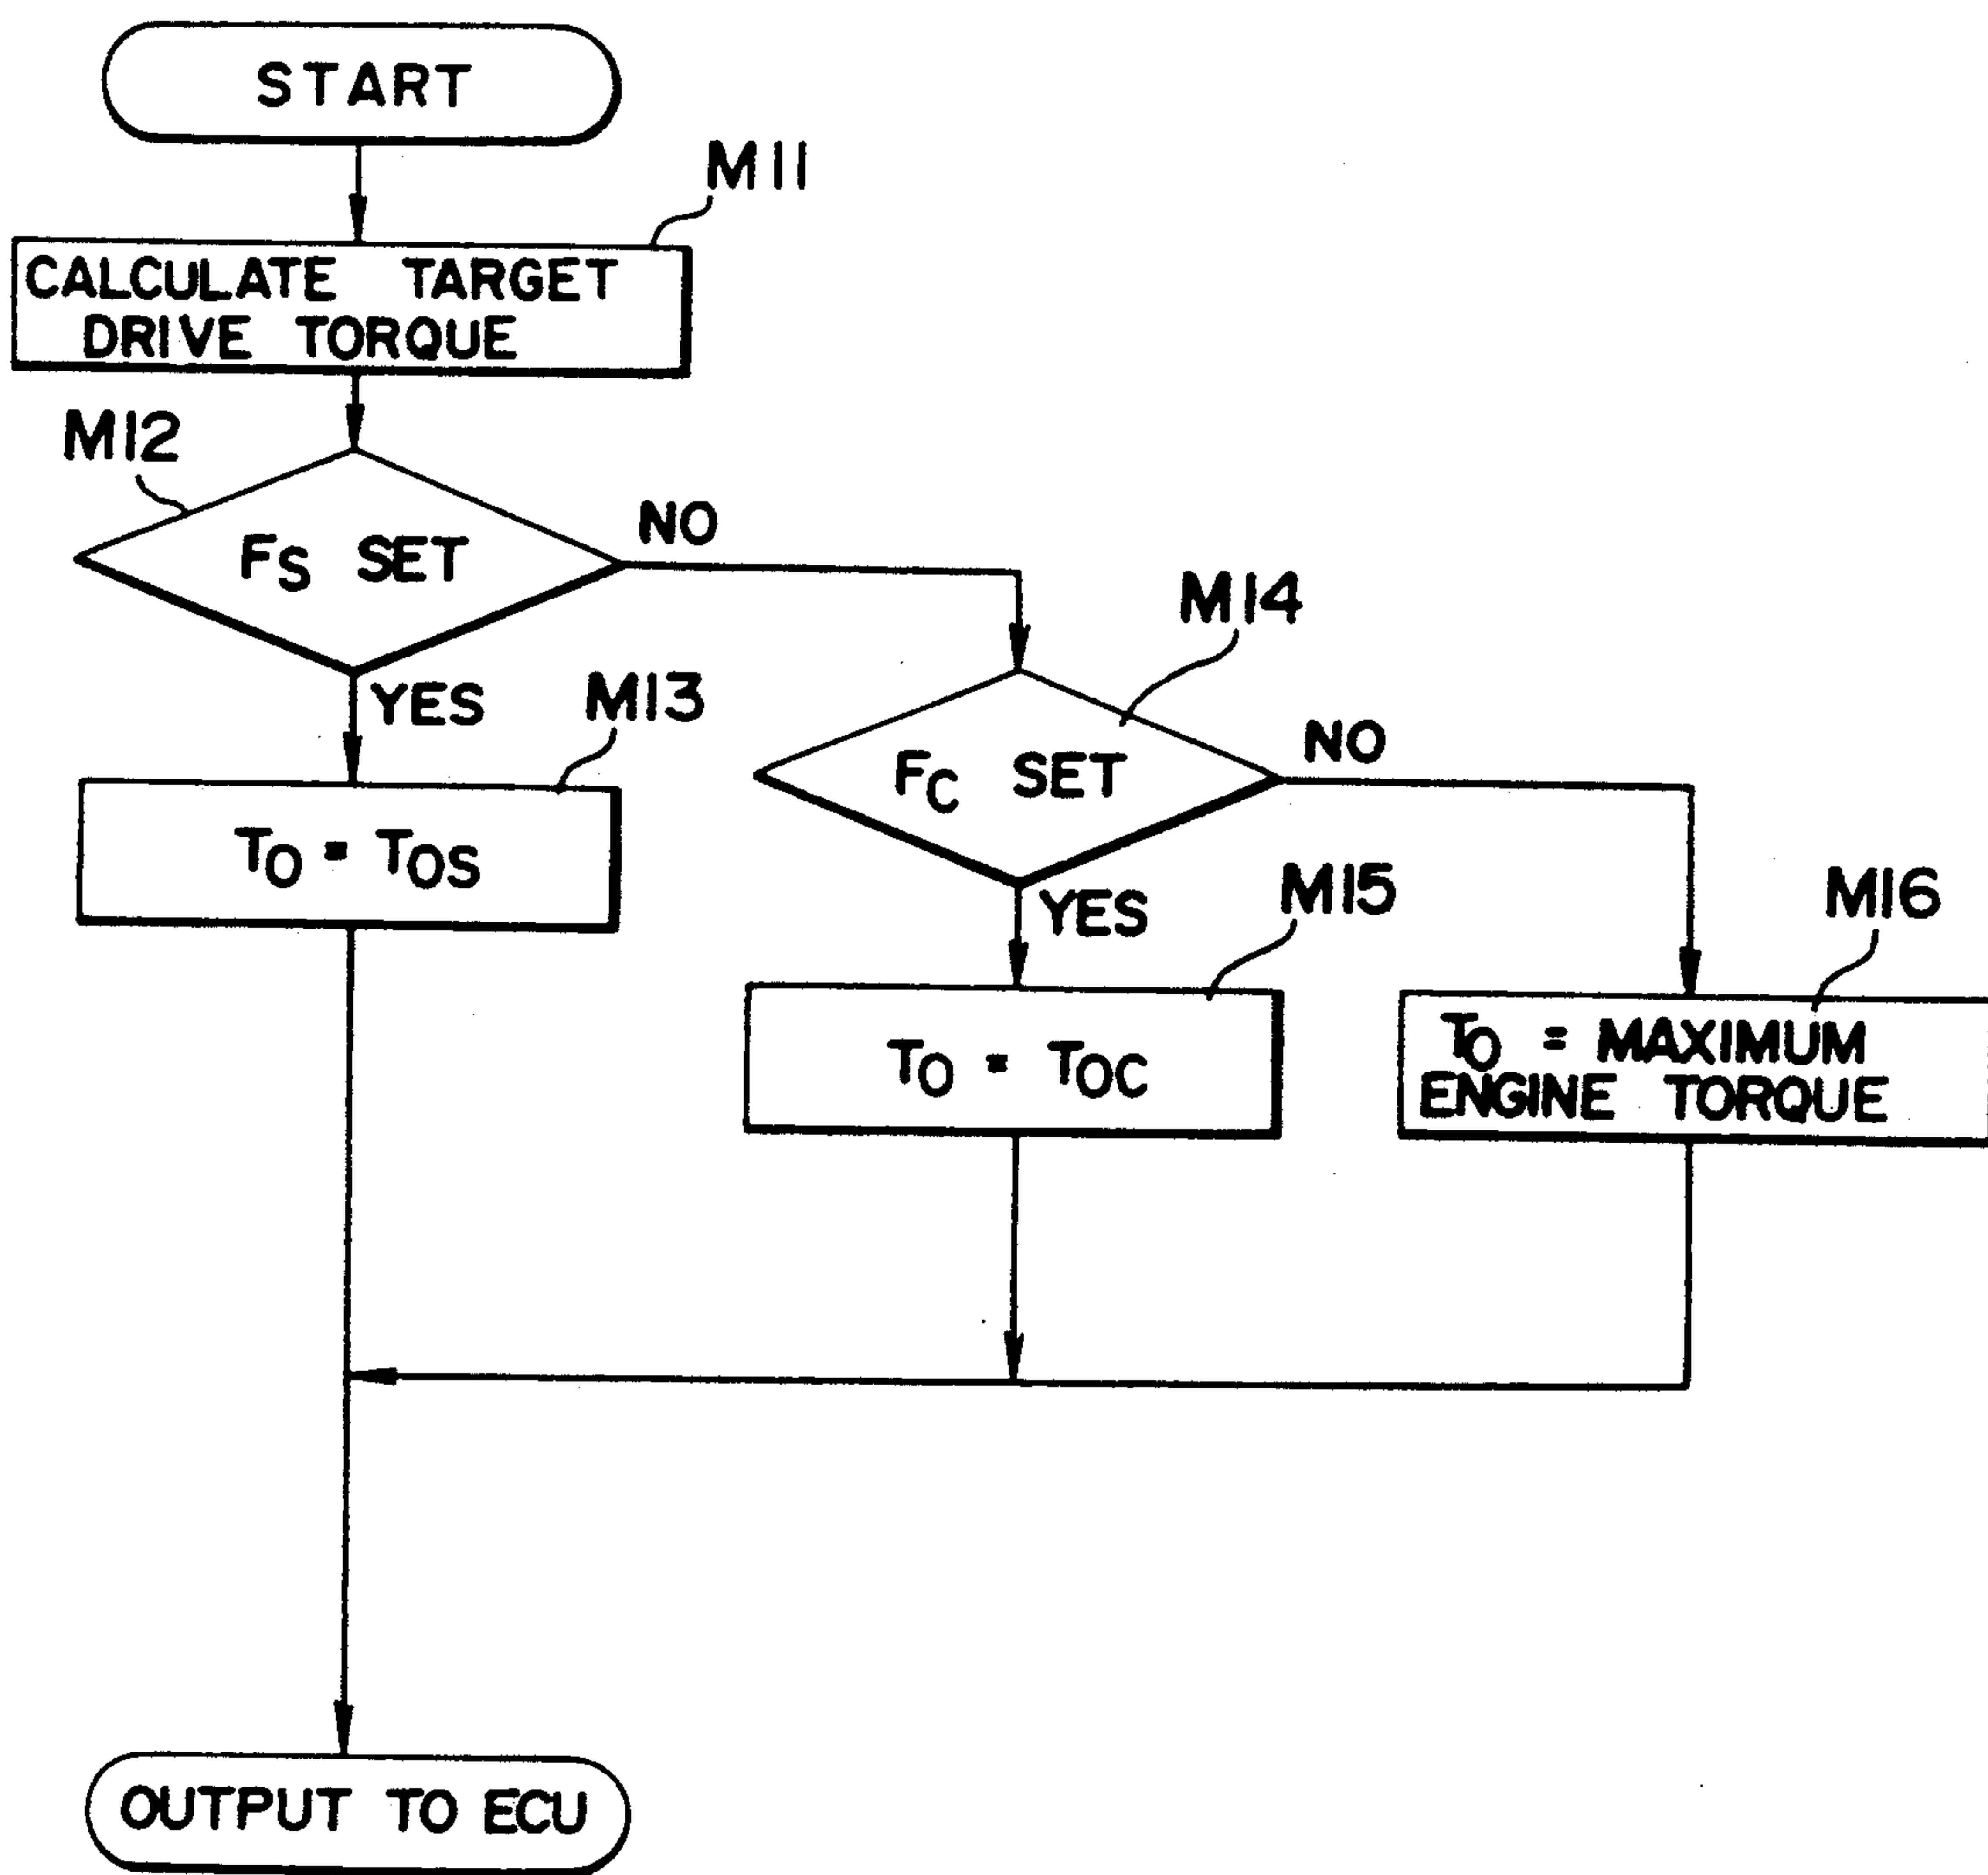 START
M11
CALCULATE TARGET
DRIVE TORQUE
M12
FS SET
NO
YES
M13
TO = TOS
M14
FC SET
NO
YES
M15
TO = TOC
M16
TO = MAXIMUM
ENGINE TORQUE
OUTPUT TO ECU